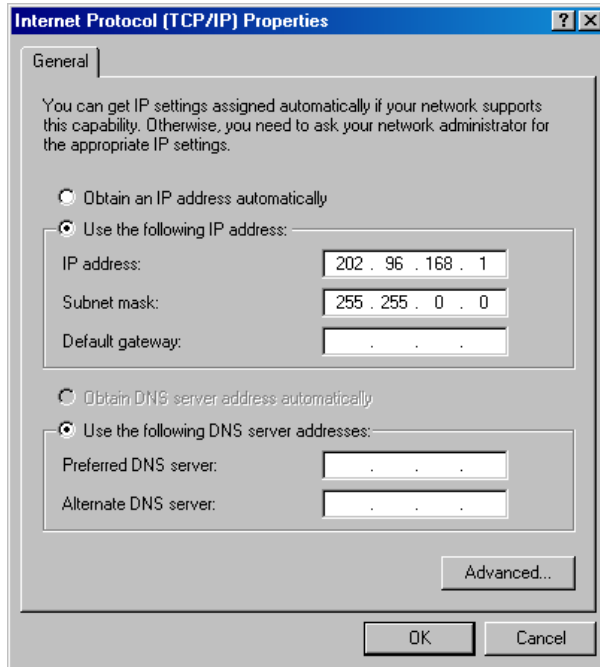 Internet Protocol (TCP/IP) Properties
General
You can get IP settings assigned automatically if your network supports
this capability. Otherwise, you need to ask your network administrator for
the appropriate IP settings.
Obtain an IP address automatically
Use the following IP address:
IP address: 202 . 96 . 168 . 1
Subnet mask: 255 . 255 . 0 . 0
Default gateway: . . .
Obtain DNS server address automatically
Use the following DNS server addresses:
Preferred DNS server: . . .
Alternate DNS server: . . .
Advanced...
OK Cancel